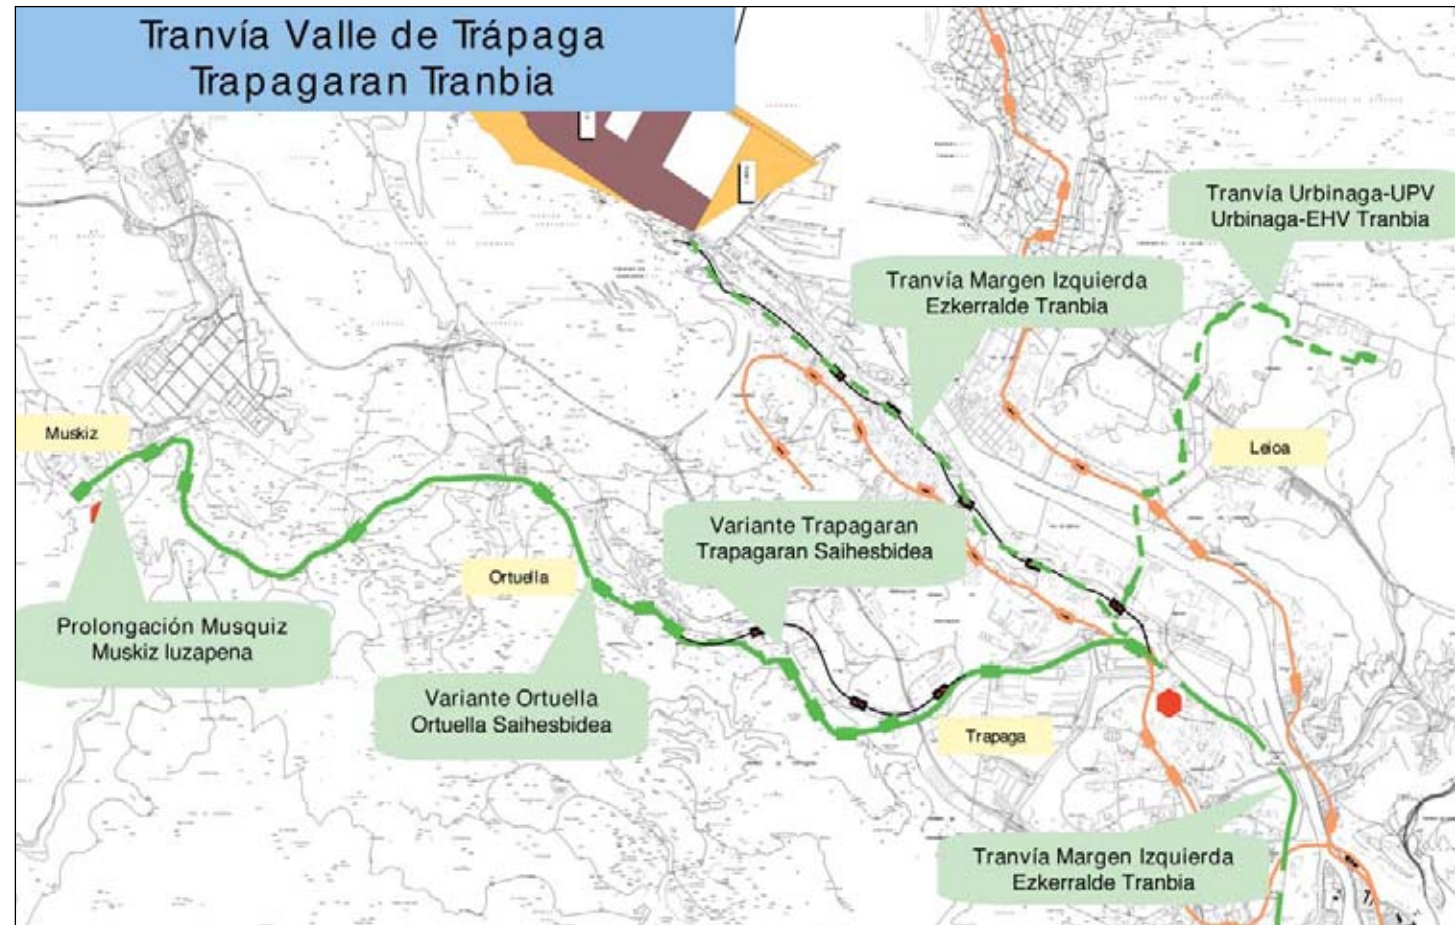 Tranvía Valle de Trápaga
Trapagaran Tranbia
Tranvía Urbinaga-UPV
Urbinaga-EHV Tranbia
Tranvía Margen Izquierda
Ezkerralde Tranbia
Muskiz
Leioa
Variante Trapagaran
Trapagaran Saihesbidea
Ortuella
Prolongación Musquiz
Muskiz luzapena
Variante Ortuella
Ortuella Saihesbidea
Trapaga
Tranvía Margen Izquierda
Ezkerralde Tranbia